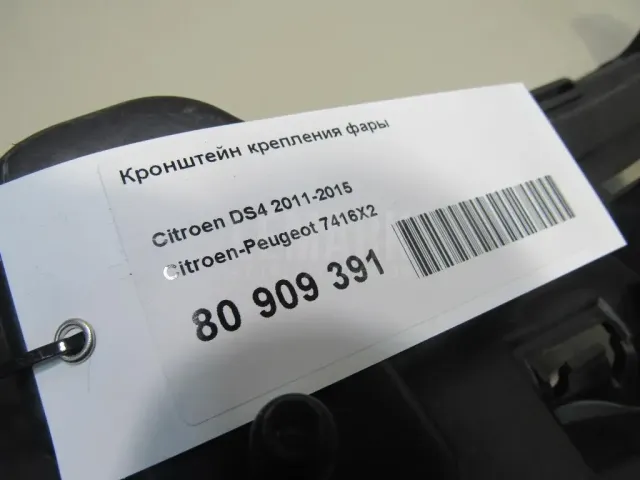 Кронштейн крепления фары
Citroen DS4 2011-2015
Citroen-Peugeot 7416X2
80 909 391